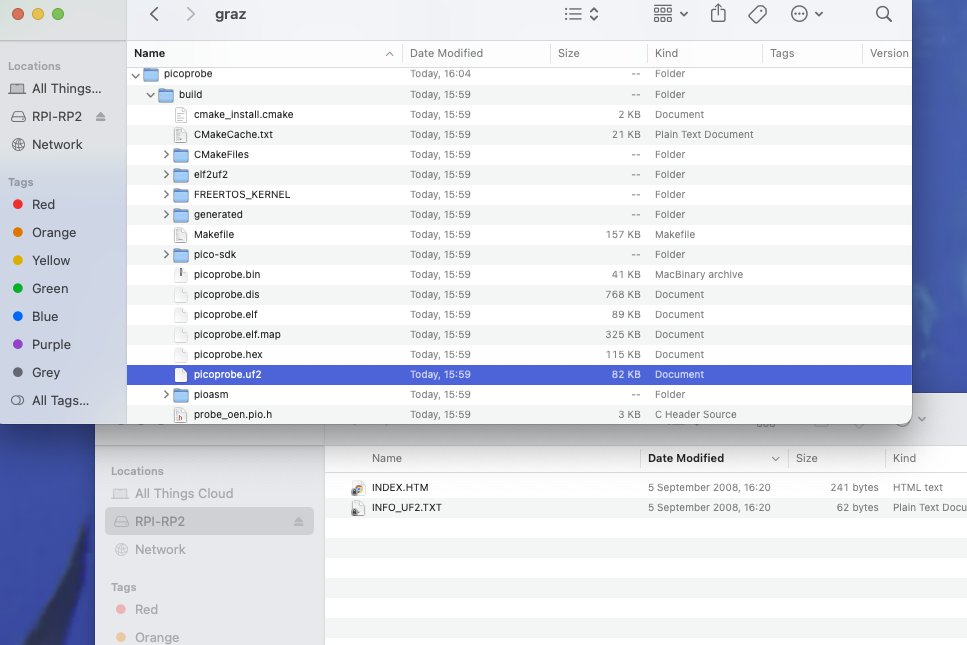 graz
Locations
All Things...
RPI-RP2
Network
Tags
Red
Orange
Yellow
Green
Blue
Purple
Grey
All Tags...
Name Date Modified Size Kind Tags Version
picoprobe Today, 16:04 -- Folder
build Today, 15:59 -- Folder
cmake_install.cmake Today, 15:59 2 KB Document
CMakeCache.txt Today, 15:59 21 KB Plain Text Document
CMakeFiles Today, 15:59 -- Folder
elf2uf2 Today, 15:59 -- Folder
FREERTOS_KERNEL Today, 15:59 -- Folder
generated Today, 15:59 -- Folder
Makefile Today, 15:59 157 KB Makefile
pico-sdk Today, 15:59 -- Folder
picoprobe.bin Today, 15:59 41 KB MacBinary archive
picoprobe.dis Today, 15:59 768 KB Document
picoprobe.elf Today, 15:59 89 KB Document
picoprobe.elf.map Today, 15:59 325 KB Document
picoprobe.hex Today, 15:59 115 KB Document
picoprobe.uf2 Today, 15:59 82 KB Document
pioasm Today, 15:59 -- Folder
probe_oen.pio.h Today, 15:59 3 KB C Header Source
Locations
All Things Cloud
RPI-RP2
Network
Tags
Red
Orange
Name Date Modified Size Kind
INDEX.HTM 5 September 2008, 16:20 241 bytes HTML text
INFO_UF2.TXT 5 September 2008, 16:20 62 bytes Plain Text Docu